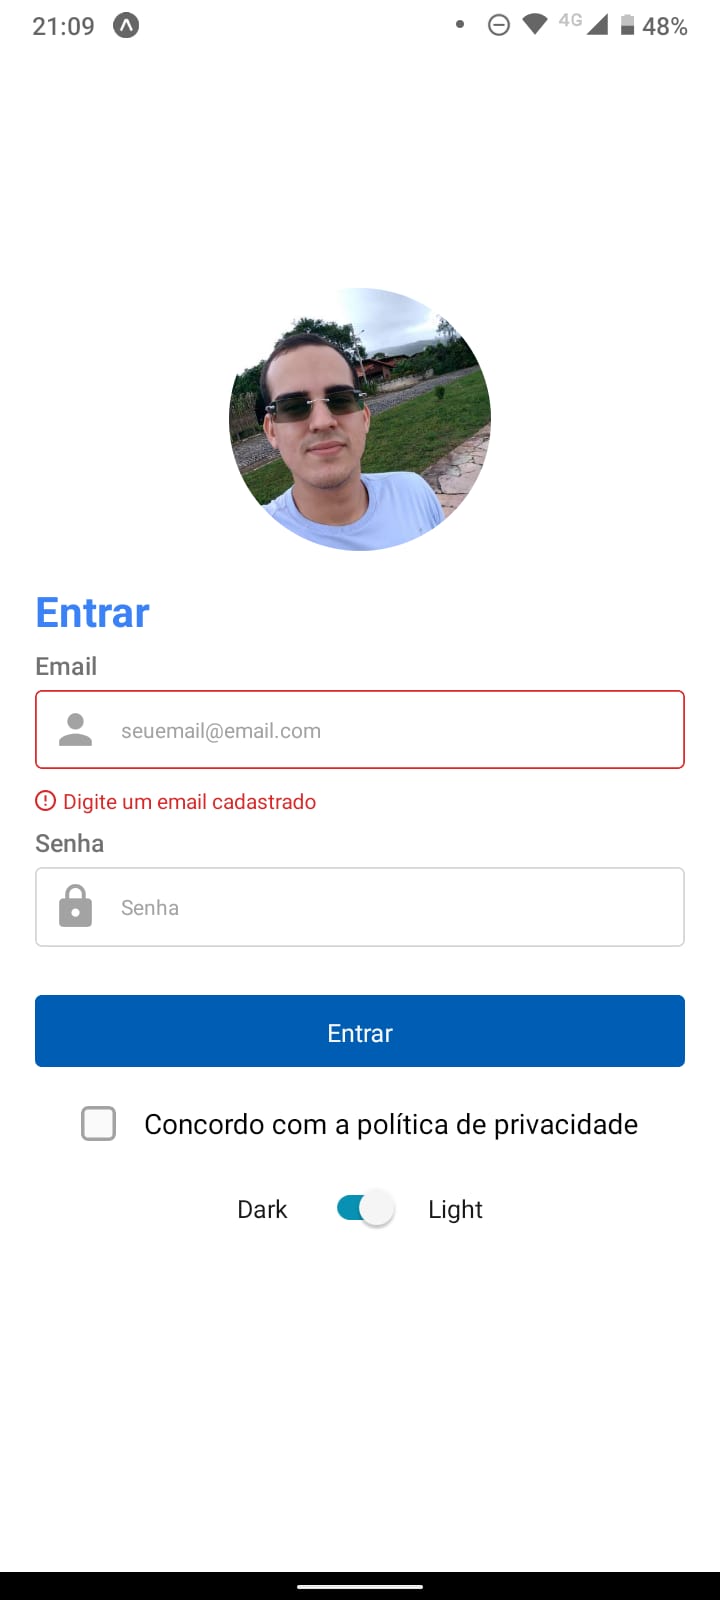 21:09 4G 48%
Entrar
Email
seuemail@email.com
Digite um email cadastrado
Senha
Senha
Entrar
Concordo com a política de privacidade
Dark Light